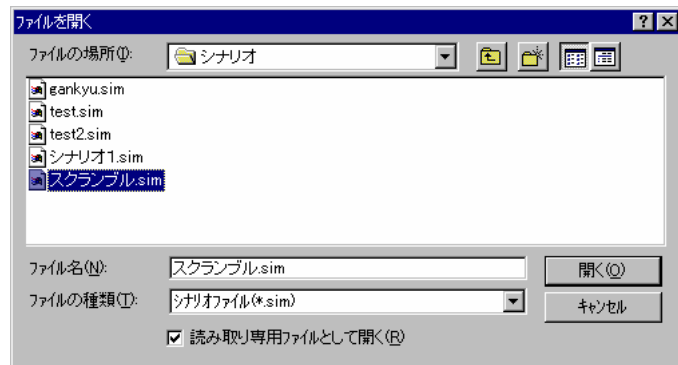 ファイルを開く
ファイルの場所(I):
シナリオ
gankyu.sim
test.sim
test2.sim
シナリオ1.sim
スクランブル.sim
ファイル名(N):
スクランブル.sim
開く(O)
ファイルの種類(T):
シナリオファイル(*.sim)
キャンセル
読み取り専用ファイルとして開く(R)